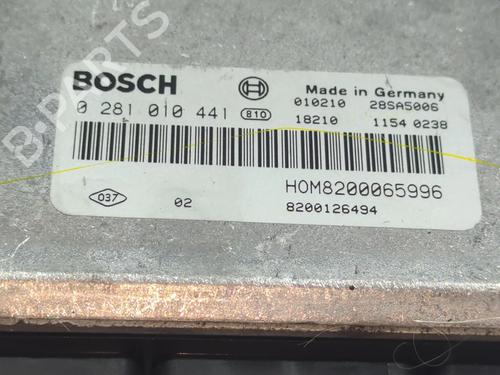 BOSCH
Made in Germany
0 281 010 441 810
010210 28SA5006
18210 1154 0238
HOM8200065996
037
02
8200126494
B-PARTS